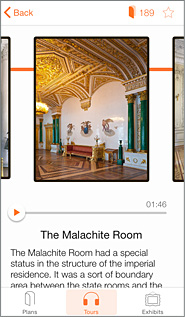 Back
189
01:46
The Malachite Room
The Malachite Room had a special
status in the structure of the imperial
residence. It was a sort of boundary
area between the state rooms and the
Plans
Tours
Exhibits